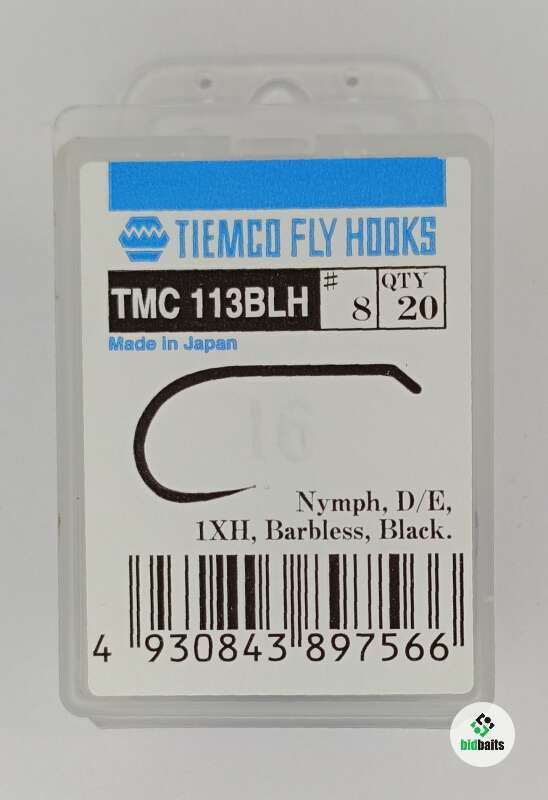 TIEMCO FLY HOOKS
TMC 113BLH # 8 QTY 20
Made in Japan
16
Nymph, D/E,
1XH, Barbless, Black.
4 930843 897566
bidbaits